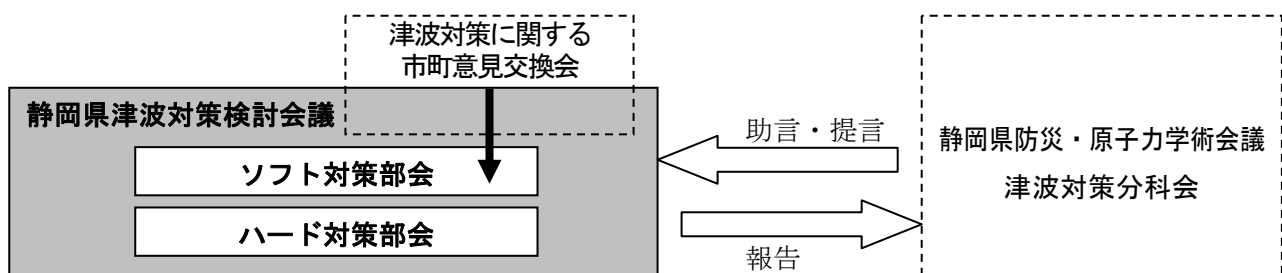 津波対策に関する
市町意見交換会
静岡県津波対策検討会議
ソフト対策部会
ハード対策部会
助言・提言
報告
静岡県防災・原子力学術会議
津波対策分科会